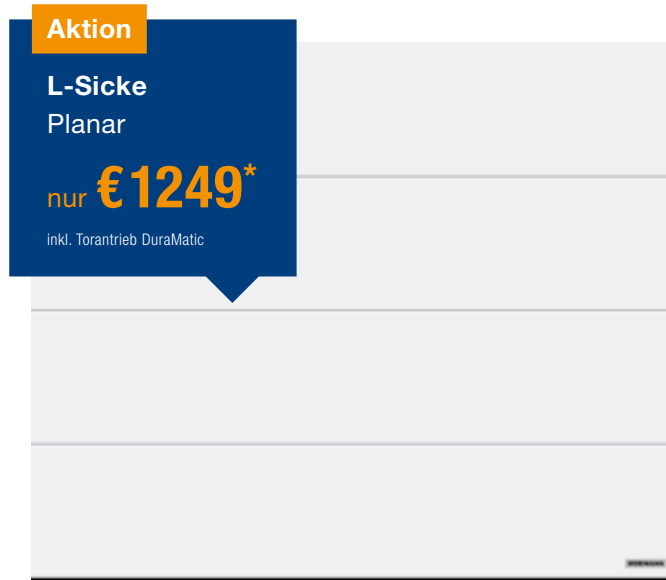 Aktion
L-Sicke
Planar
nur € 1249*
inkl. Torantrieb DuraMatic